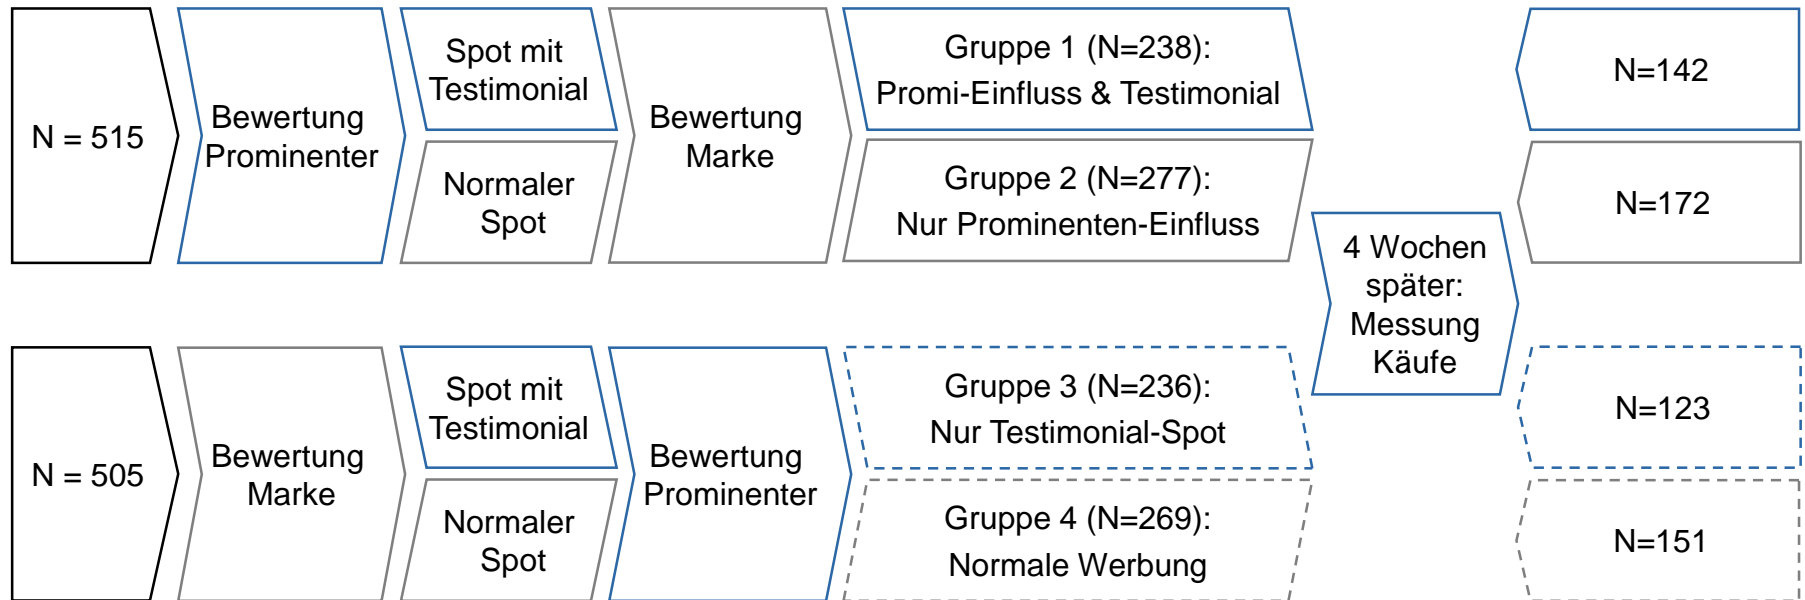 N = 515
Bewertung
Prominenter
Spot mit
Testimonial
Normaler
Spot
Bewertung
Marke
Gruppe 1 (N=238):
Promi-Einfluss & Testimonial
Gruppe 2 (N=277):
Nur Prominenten-Einfluss
4 Wochen
später:
Messung
Käufe
N=142
N=172
N = 505
Bewertung
Marke
Spot mit
Testimonial
Normaler
Spot
Bewertung
Prominenter
Gruppe 3 (N=236):
Nur Testimonial-Spot
Gruppe 4 (N=269):
Normale Werbung
N=123
N=151